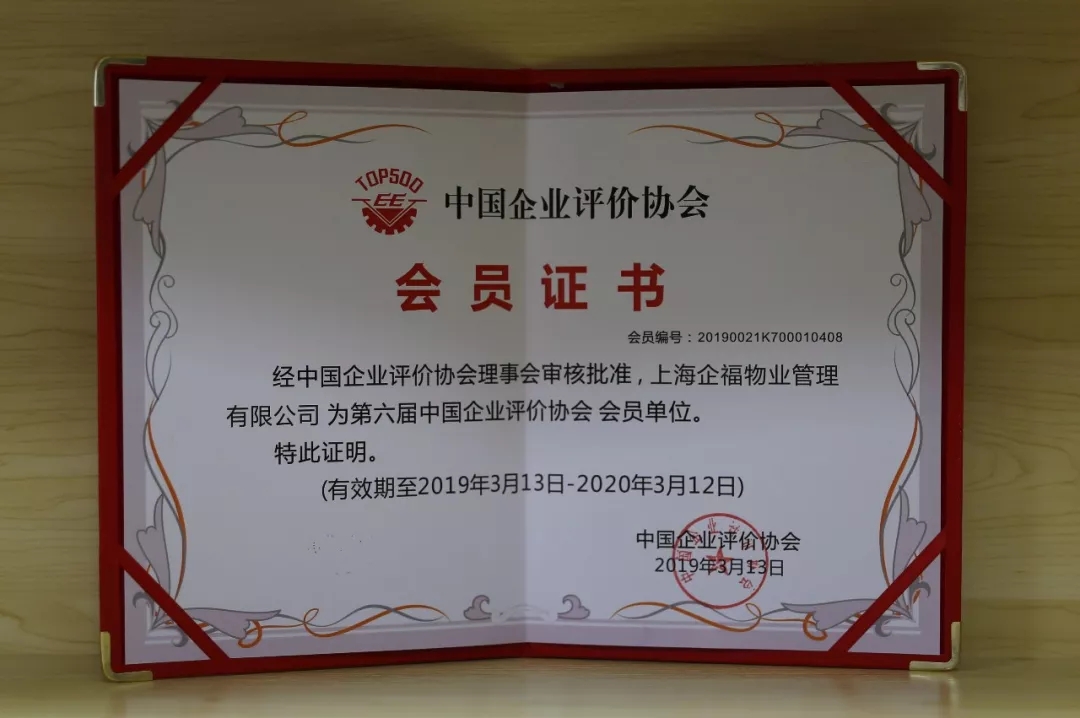 TOP500
EE
中国企业评价协会
会员证书
会员编号：20190021K700010408
经中国企业评价协会理事会审核批准，上海企福物业管理
有限公司 为第六届中国企业评价协会 会员单位。
特此证明。
(有效期至2019年3月13日-2020年3月12日)
中国企业评价协会
2019年3月13日